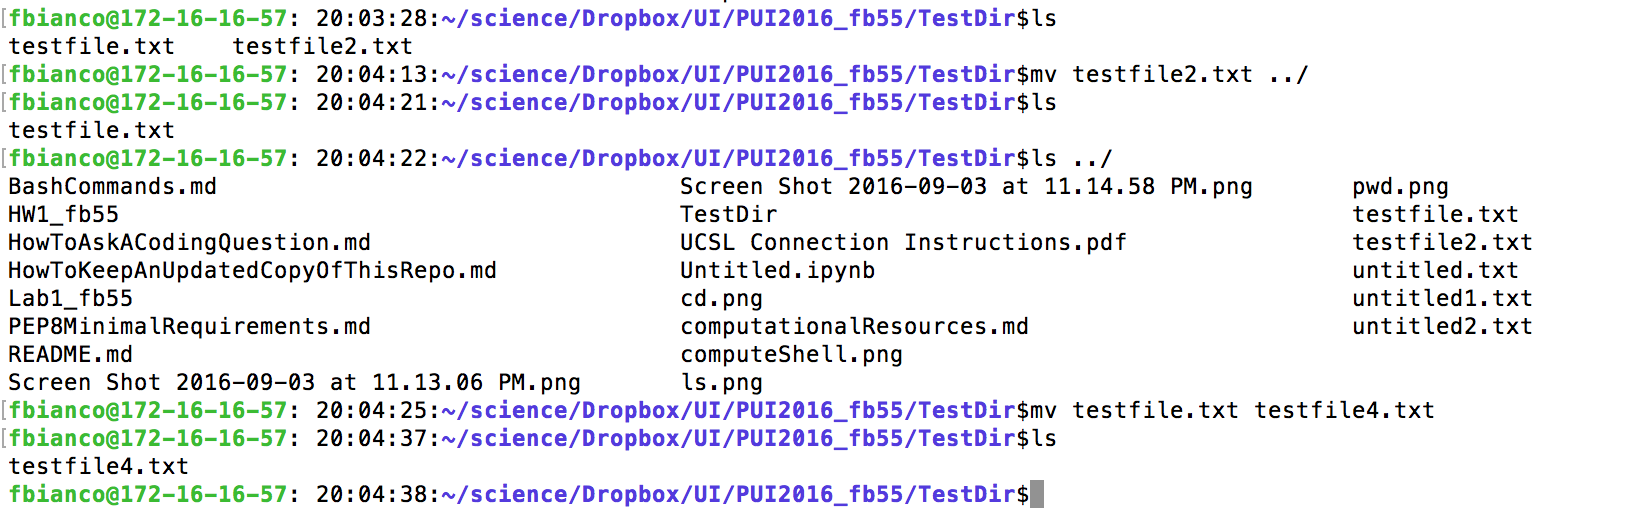 [fbianco@172-16-16-57: 20:03:28:~/science/Dropbox/UI/PUI2016_fb55/TestDir$ls
testfile.txt    testfile2.txt
[fbianco@172-16-16-57: 20:04:13:~/science/Dropbox/UI/PUI2016_fb55/TestDir$mv testfile2.txt ../
[fbianco@172-16-16-57: 20:04:21:~/science/Dropbox/UI/PUI2016_fb55/TestDir$ls
testfile.txt
[fbianco@172-16-16-57: 20:04:22:~/science/Dropbox/UI/PUI2016_fb55/TestDir$ls ../
BashCommands.md    Screen Shot 2016-09-03 at 11.14.58 PM.png    pwd.png
HW1_fb55    TestDir    testfile.txt
HowToAskACodingQuestion.md    UCSL Connection Instructions.pdf    testfile2.txt
HowToKeepAnUpdatedCopyOfThisRepo.md    Untitled.ipynb    untitled.txt
Lab1_fb55    cd.png    untitled1.txt
PEP8MinimalRequirements.md    computationalResources.md    untitled2.txt
README.md    computeShell.png
Screen Shot 2016-09-03 at 11.13.06 PM.png    ls.png
[fbianco@172-16-16-57: 20:04:25:~/science/Dropbox/UI/PUI2016_fb55/TestDir$mv testfile.txt testfile4.txt
[fbianco@172-16-16-57: 20:04:37:~/science/Dropbox/UI/PUI2016_fb55/TestDir$ls
testfile4.txt
fbianco@172-16-16-57: 20:04:38:~/science/Dropbox/UI/PUI2016_fb55/TestDir$